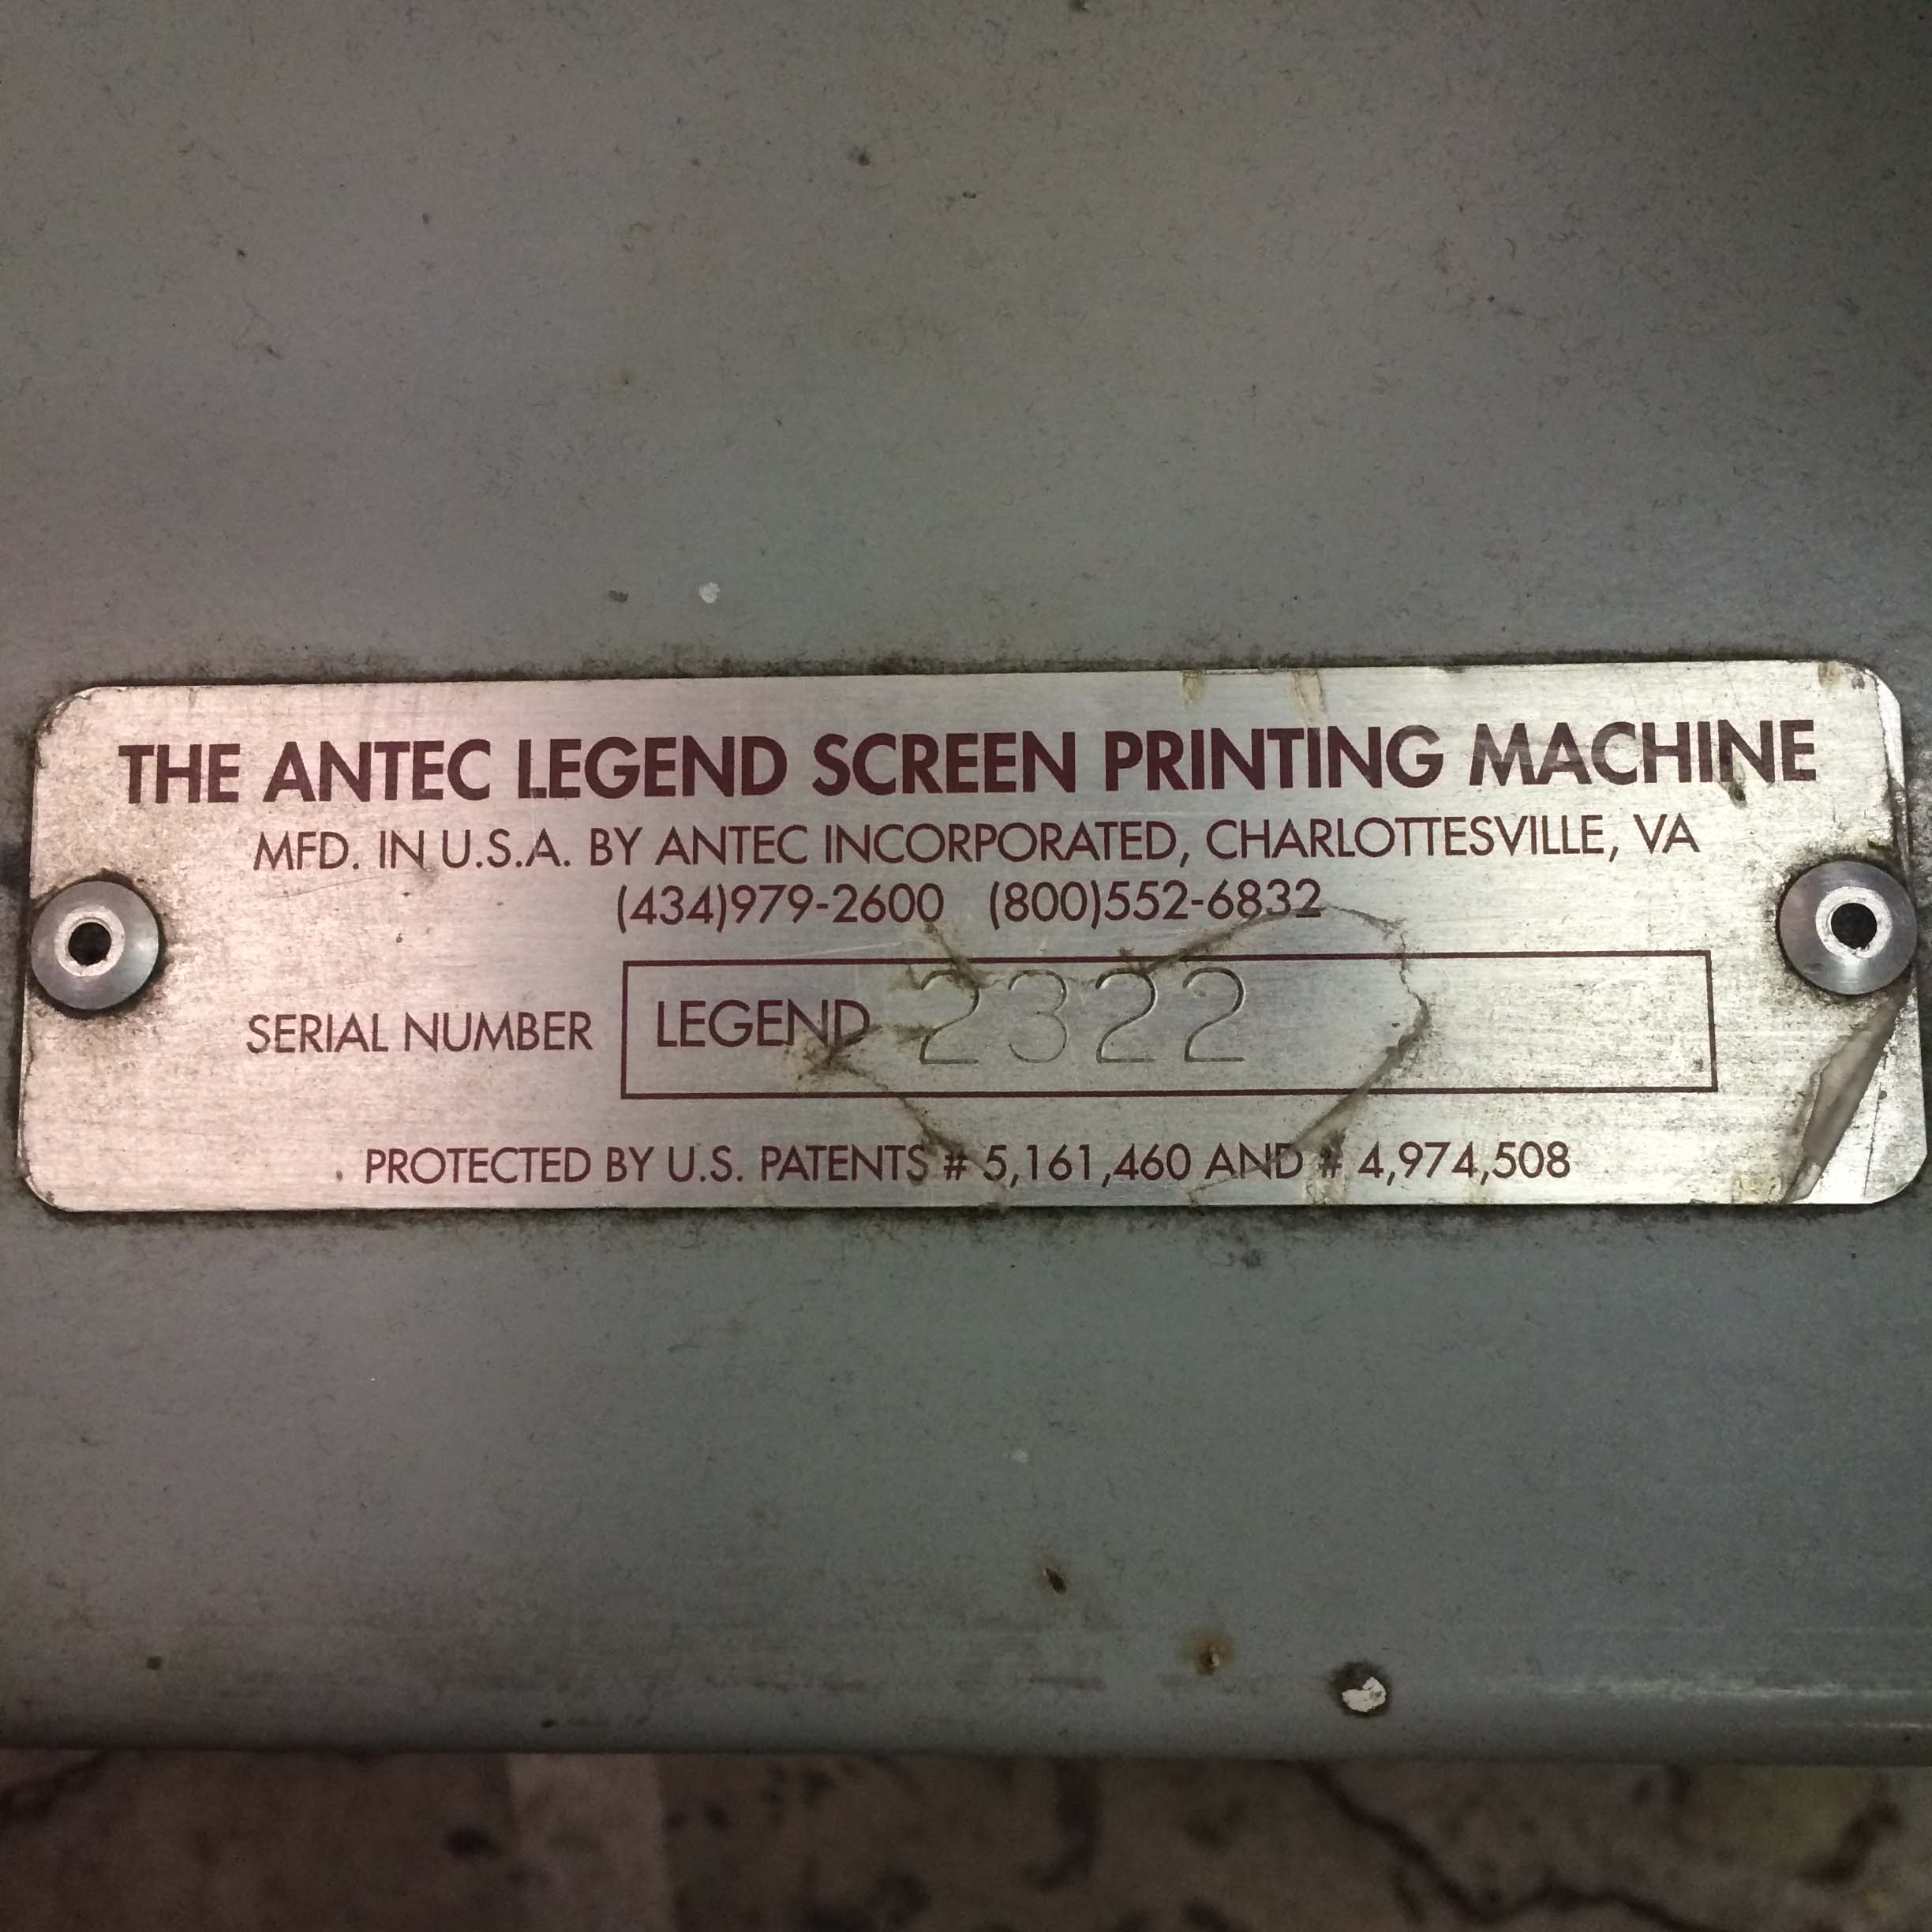 THE ANTEC LEGEND SCREEN PRINTING MACHINE
MFD. IN U.S.A. BY ANTEC INCORPORATED, CHARLOTTESVILLE, VA
(434)979-2600 (800)552-6832
SERIAL NUMBER LEGEND 2322
PROTECTED BY U.S. PATENTS # 5,161,460 AND # 4,974,508